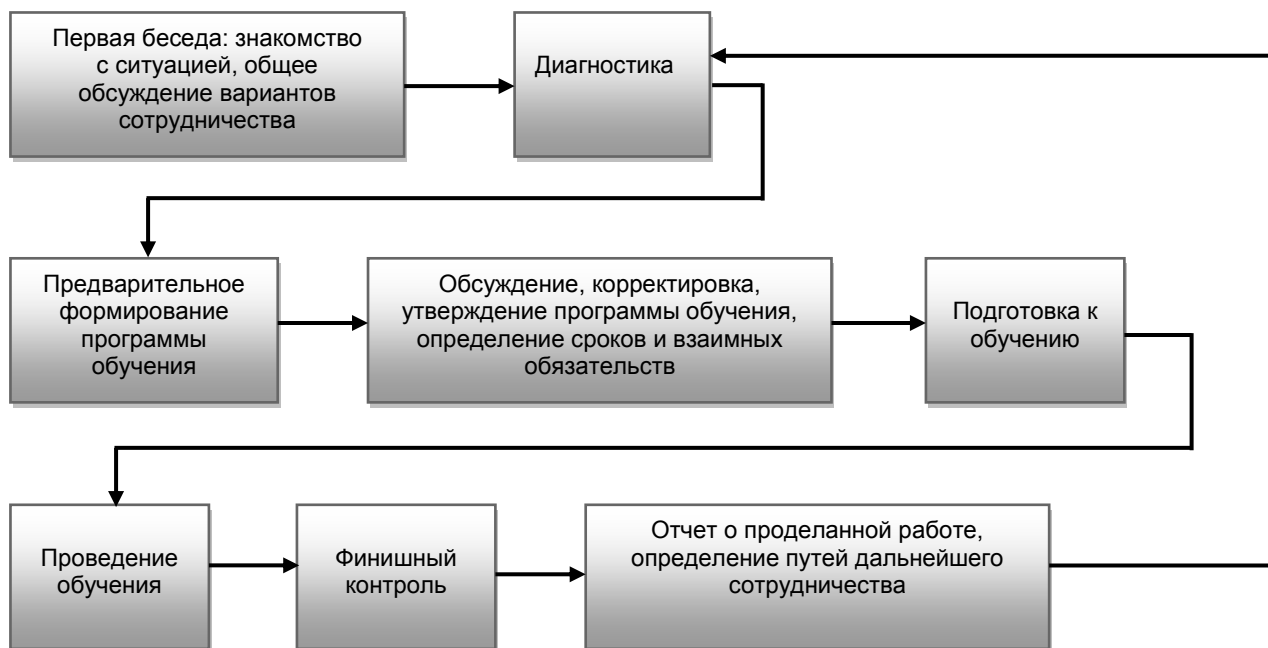 Первая беседа: знакомство
с ситуацией, общее
обсуждение вариантов
сотрудничества
Диагностика
Предварительное
формирование
программы
обучения
Обсуждение, корректировка,
утверждение программы обучения,
определение сроков и взаимных
обязательств
Подготовка к
обучению
Проведение
обучения
Финишный
контроль
Отчет о проделанной работе,
определение путей дальнейшего
сотрудничества